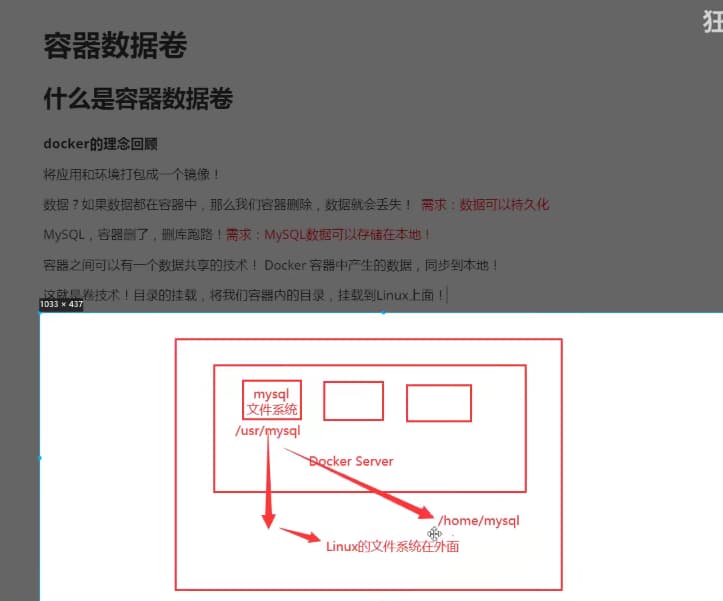 狂
容器数据卷
什么是容器数据卷
docker的理念回顾
将应用和环境打包成一个镜像！
数据？如果数据都在容器中，那么我们容器删除，数据就会丢失！ 需求：数据可以持久化
MySQL，容器删了，删库跑路！需求：MySQL数据可以存储在本地！
容器之间可以有一个数据共享的技术！ Docker 容器中产生的数据，同步到本地！
这就是卷技术！目录的挂载，将我们容器内的目录，挂载到Linux上面！
1033 × 437
mysql
文件系统
/usr/mysql
Docker Server
/home/mysql
Linux的文件系统在外面